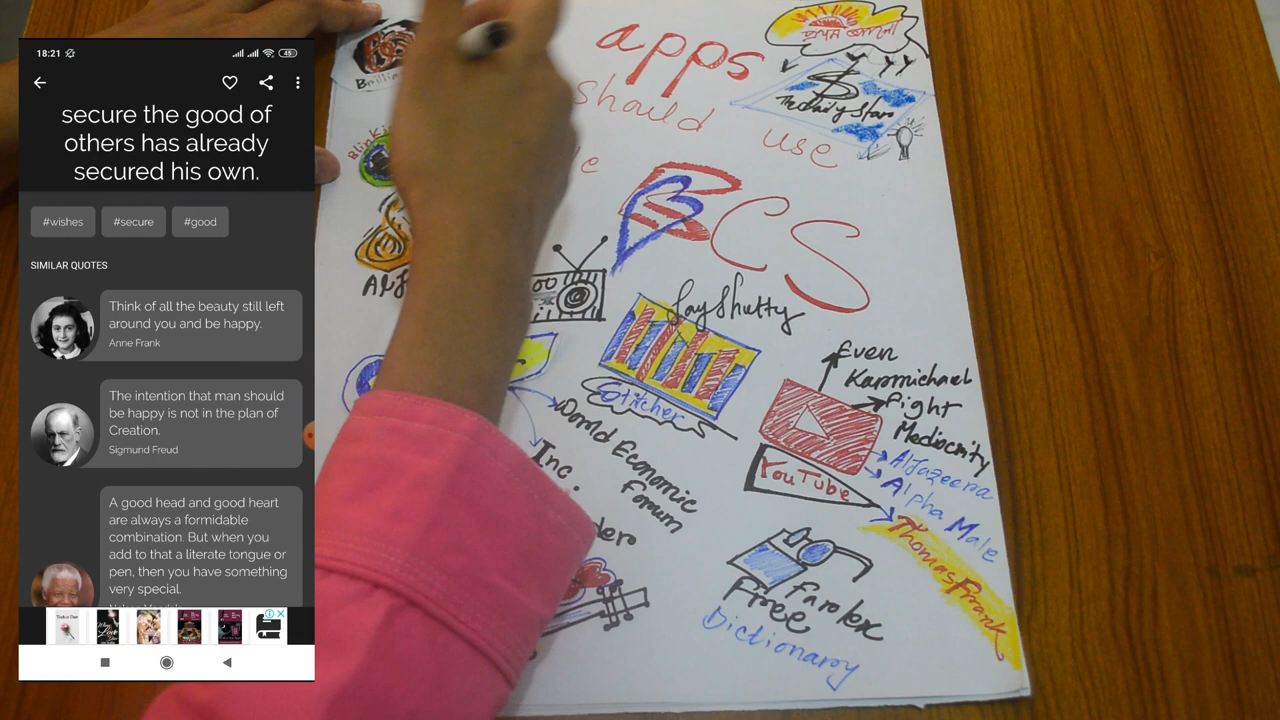 18:21
45
secure the good of
others has already
secured his own.
#wishes #secure #good
SIMILAR QUOTES
Think of all the beauty still left
around you and be happy.
Anne Frank
The intention that man should
be happy is not in the plan of
Creation.
Sigmund Freud
A good head and good heart
are always a formidable
combination. But when you
add to that a literate tongue or
pen, then you have something
very special.
apps
should use
BCS
The Daily Star
Jay Shutty
Stitcher
World Economic
Forum
Inc.
YouTube
Even
Karmichael
Fight
Mediocrity
AlJazeera
Alpha Male
Thomas Frank
Farlex
Free
Dictionary